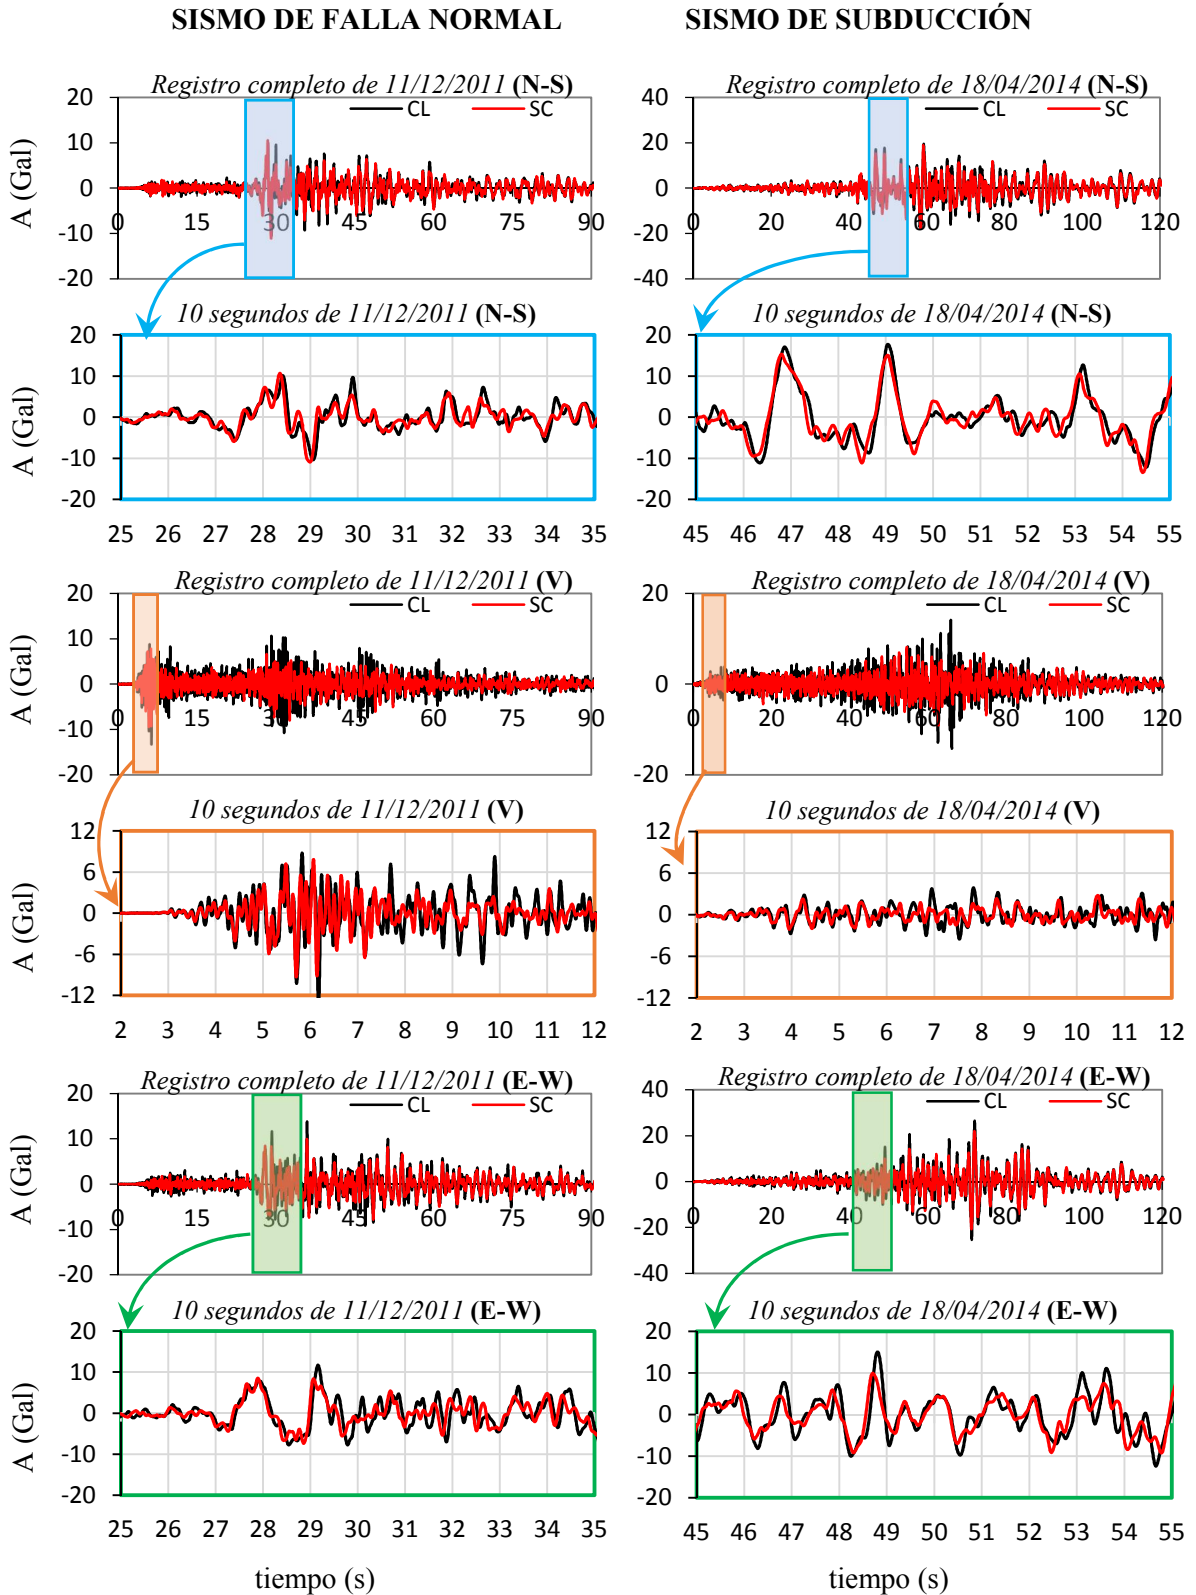 SISMO DE FALLA NORMAL
SISMO DE SUBDUCCIÓN
Registro completo de 11/12/2011 (N-S)
CL SC
A (Gal)
20
10
0
-10
-20
0 15 30 45 60 75 90
Registro completo de 18/04/2014 (N-S)
CL SC
40
20
0
-20
-40
0 20 40 60 80 100 120
10 segundos de 11/12/2011 (N-S)
A (Gal)
20
10
0
-10
-20
25 26 27 28 29 30 31 32 33 34 35
10 segundos de 18/04/2014 (N-S)
20
10
0
-10
-20
45 46 47 48 49 50 51 52 53 54 55
Registro completo de 11/12/2011 (V)
CL SC
A (Gal)
20
10
0
-10
-20
0 15 30 45 60 75 90
Registro completo de 18/04/2014 (V)
CL SC
20
0
-20
0 20 40 60 80 100 120
10 segundos de 11/12/2011 (V)
A (Gal)
12
6
0
-6
-12
2 3 4 5 6 7 8 9 10 11 12
10 segundos de 18/04/2014 (V)
12
6
0
-6
-12
2 3 4 5 6 7 8 9 10 11 12
Registro completo de 11/12/2011 (E-W)
CL SC
A (Gal)
20
10
0
-10
-20
0 15 30 45 60 75 90
Registro completo de 18/04/2014 (E-W)
CL SC
40
20
0
-20
-40
0 20 40 60 80 100 120
10 segundos de 11/12/2011 (E-W)
A (Gal)
20
10
0
-10
-20
25 26 27 28 29 30 31 32 33 34 35
tiempo (s)
10 segundos de 18/04/2014 (E-W)
20
10
0
-10
-20
45 46 47 48 49 50 51 52 53 54 55
tiempo (s)